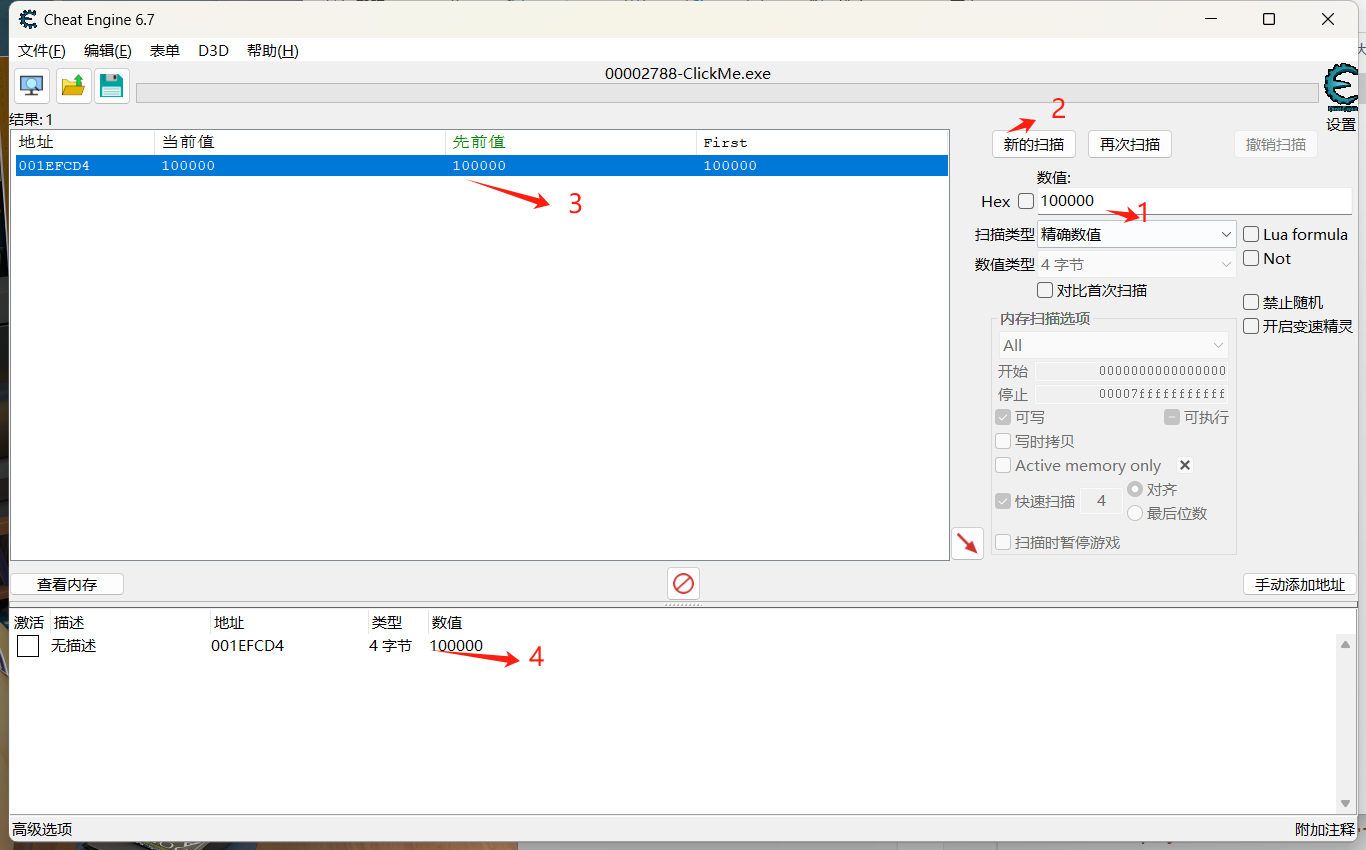 Cheat Engine 6.7
文件(F) 编辑(E) 表单 D3D 帮助(H)
00002788-ClickMe.exe
结果: 1
设置
地址 当前值 先前值 First
001EFCD4 100000 100000 100000
2
新的扫描 再次扫描 撤销扫描
数值:
Hex 100000
3
1
扫描类型 精确数值 Lua formula
数值类型 4 字节 Not
对比首次扫描
禁止随机
内存扫描选项 开启变速精灵
All
开始 0000000000000000
停止 00007fffffffffff
可写 可执行
写时拷贝
Active memory only
快速扫描 4 对齐
最后位数
扫描时暂停游戏
查看内存 手动添加地址
激活 描述 地址 类型 数值
无描述 001EFCD4 4 字节 100000
4
高级选项 附加注释